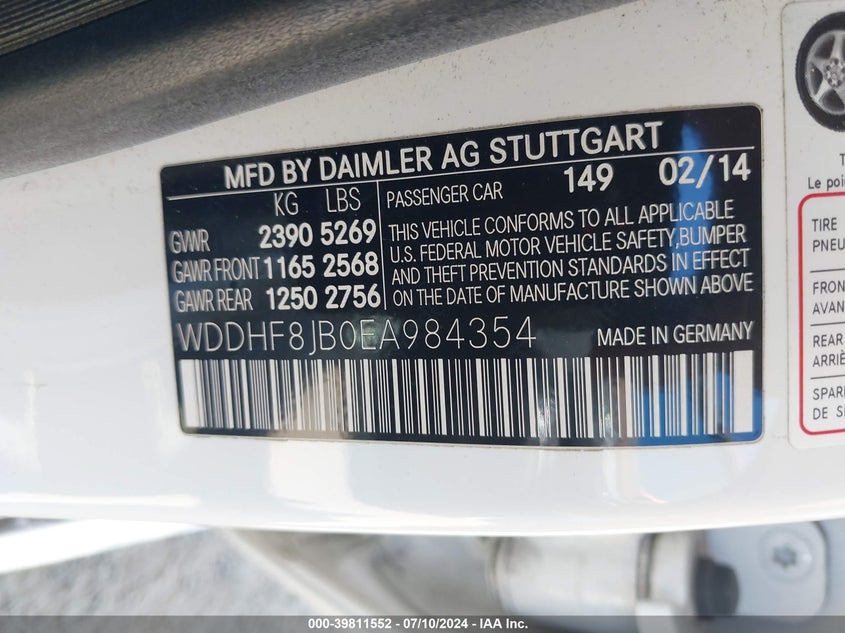 MFD BY DAIMLER AG STUTTGART
KG LBS
GVWR 2390 5269
GAWR FRONT 1165 2568
GAWR REAR 1250 2756
PASSENGER CAR 149 02/14
THIS VEHICLE CONFORMS TO ALL APPLICABLE
U.S. FEDERAL MOTOR VEHICLE SAFETY,BUMPER
AND THEFT PREVENTION STANDARDS IN EFFECT
ON THE DATE OF MANUFACTURE SHOWN ABOVE
WDDHF8JB0EA984354 MADE IN GERMANY
Le poi
TIRE
PNEU
FRON
AVAN
REAR
ARRIÈ
SPAR
DE S
000-39811552 - 07/10/2024 - IAA Inc.